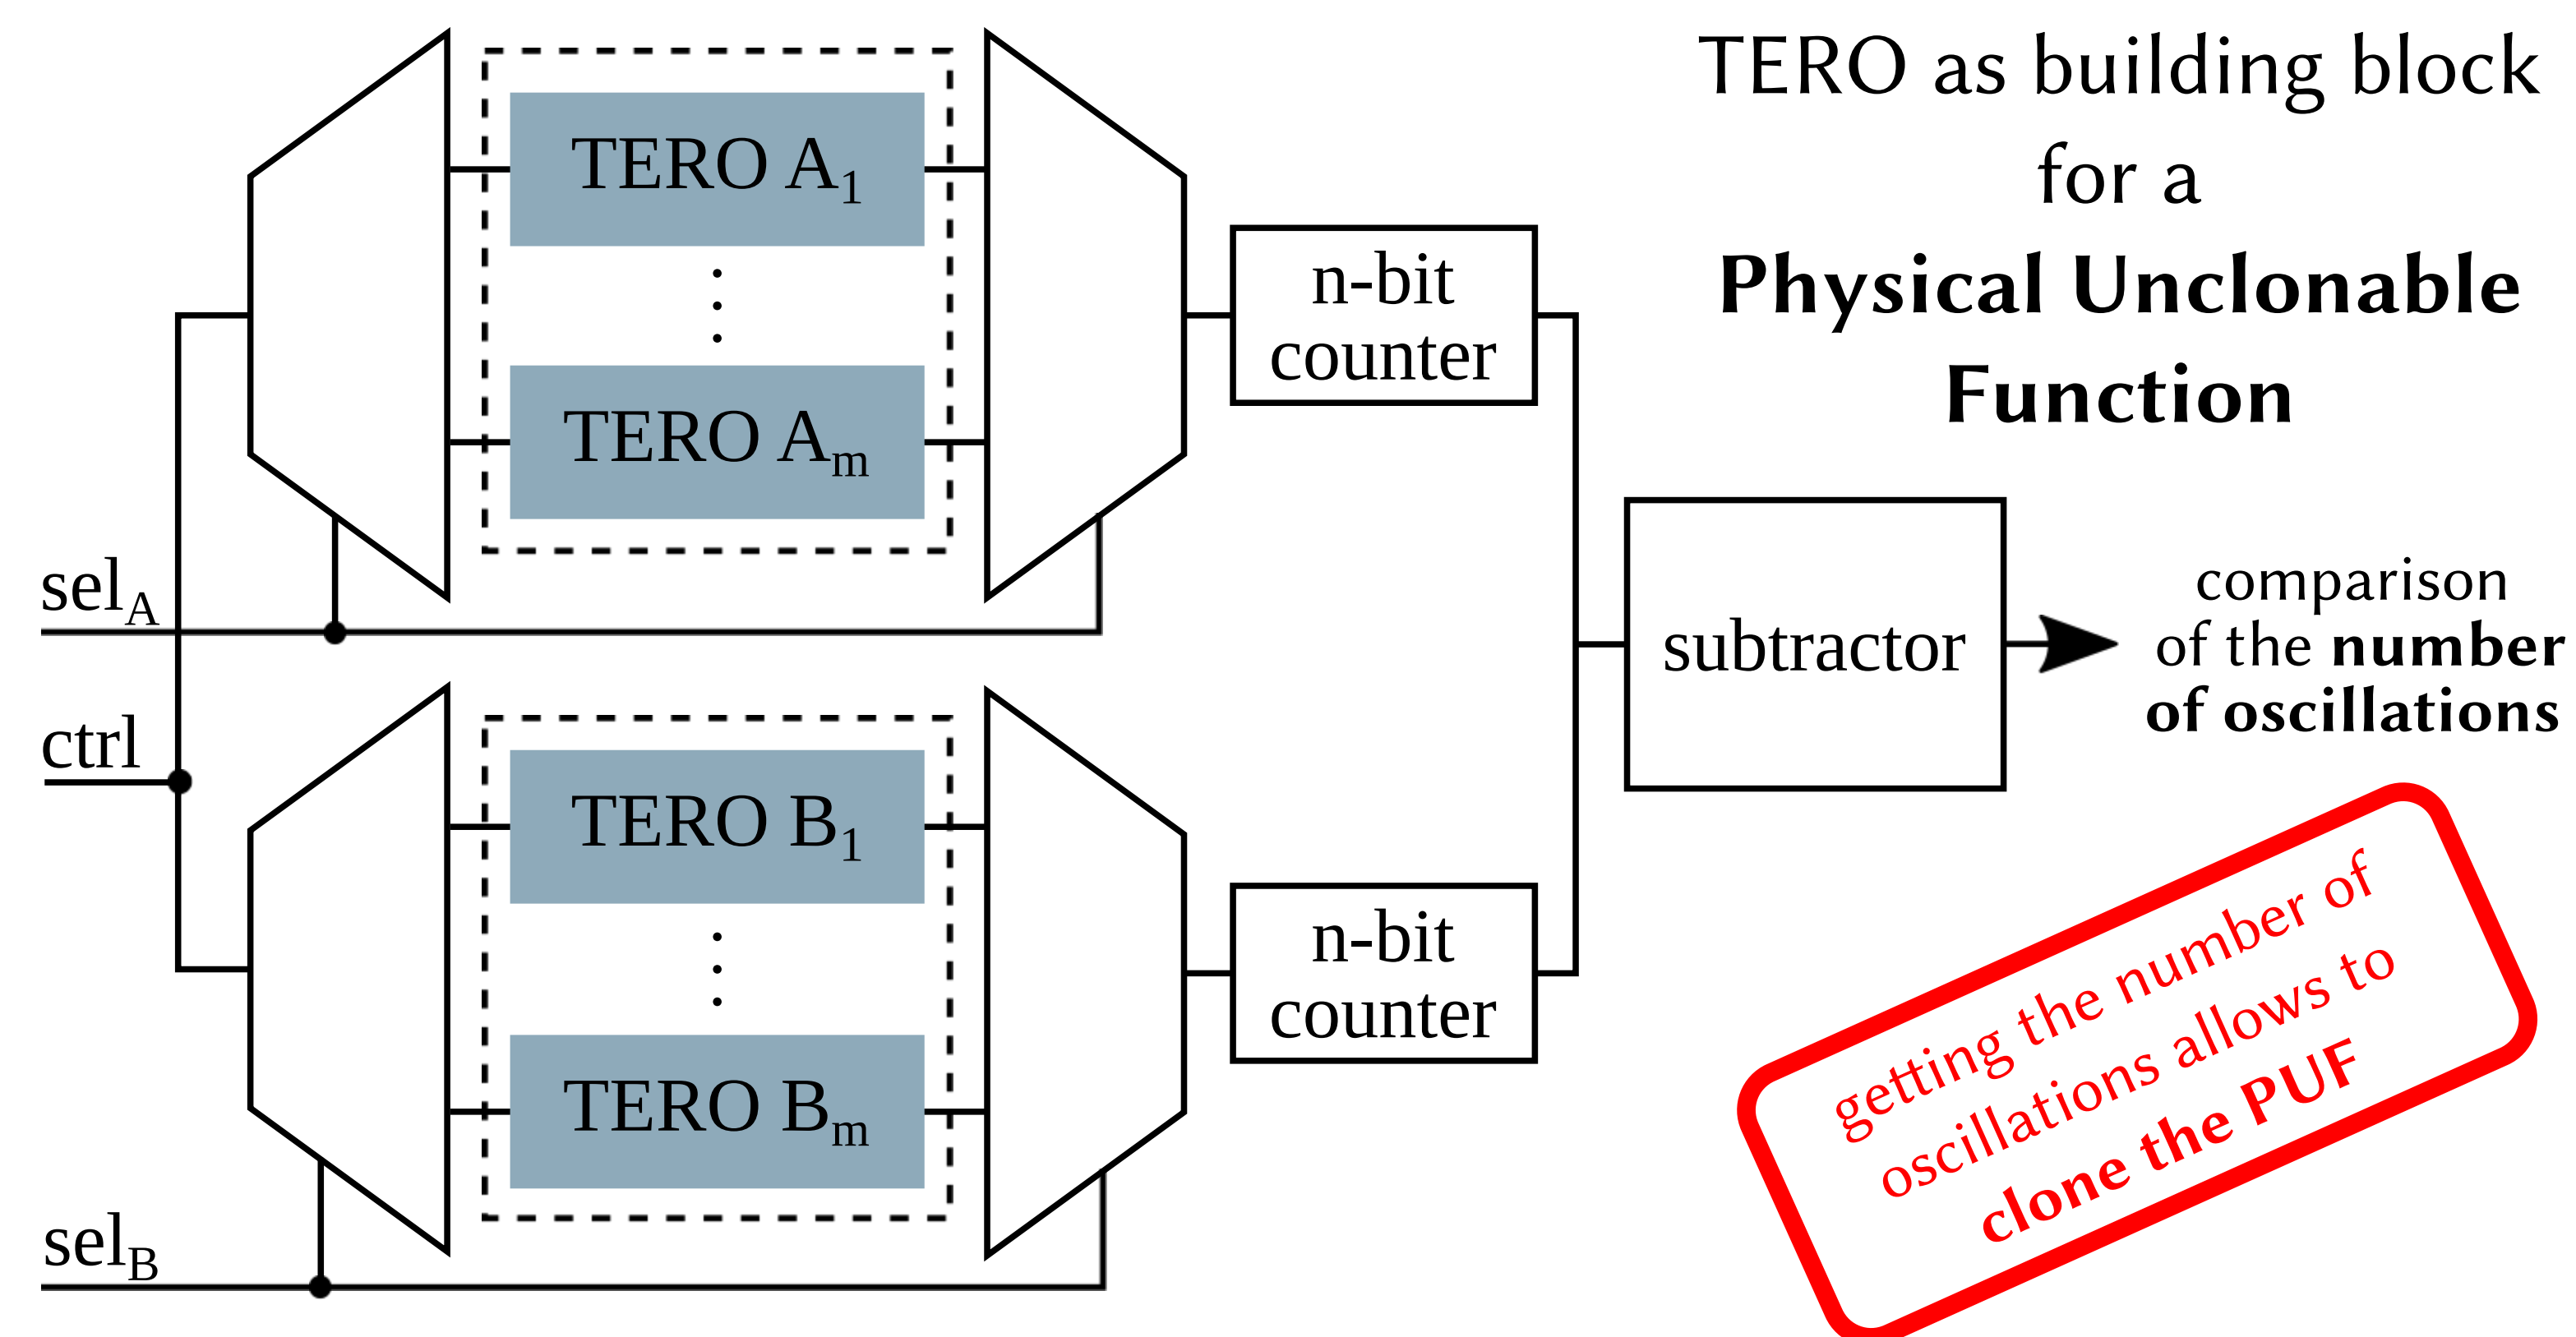 TERO as building block
for a
Physical Unclonable
Function
TERO A1
TERO Am
n-bit
counter
selA
ctrl
subtractor
comparison
of the number
of oscillations
TERO B1
TERO Bm
n-bit
counter
selB
getting the number of
oscillations allows to
clone the PUF